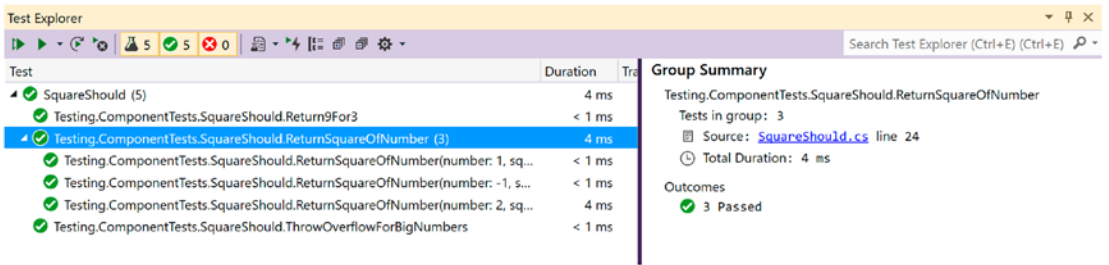 Test Explorer
5 5 0 Search Test Explorer (Ctrl+E) (Ctrl+E)
Test Duration Tra
SquareShould (5) 4 ms
Testing.ComponentTests.SquareShould.Return9For3 < 1 ms
Testing.ComponentTests.SquareShould.ReturnSquareOfNumber (3) 4 ms
Testing.ComponentTests.SquareShould.ReturnSquareOfNumber(number: 1, sq... < 1 ms
Testing.ComponentTests.SquareShould.ReturnSquareOfNumber(number: -1, s... < 1 ms
Testing.ComponentTests.SquareShould.ReturnSquareOfNumber(number: 2, sq... 4 ms
Testing.ComponentTests.SquareShould.ThrowOverflowForBigNumbers < 1 ms
Group Summary
Testing.ComponentTests.SquareShould.ReturnSquareOfNumber
Tests in group: 3
Source: SquareShould.cs line 24
Total Duration: 4 ms
Outcomes
3 Passed